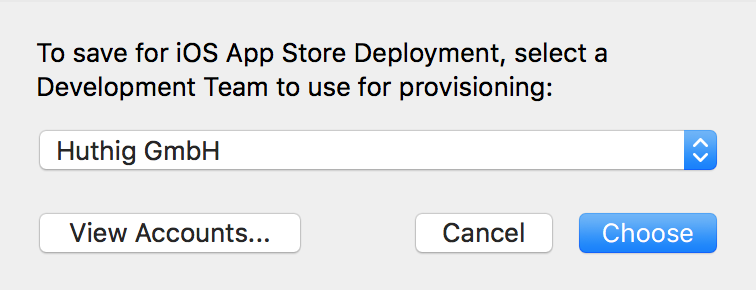 To save for iOS App Store Deployment, select a
Development Team to use for provisioning:
Huthig GmbH
View Accounts...
Cancel
Choose